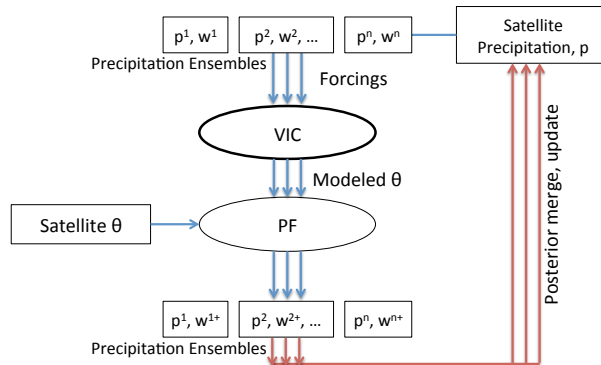 p¹, w¹
p², w², ...
pⁿ, wⁿ
Satellite
Precipitation, p
Precipitation Ensembles
Forcings
VIC
Modeled θ
Satellite θ
PF
Posterior merge, update
p¹, w¹⁺
p², w²⁺, ...
pⁿ, wⁿ⁺
Precipitation Ensembles